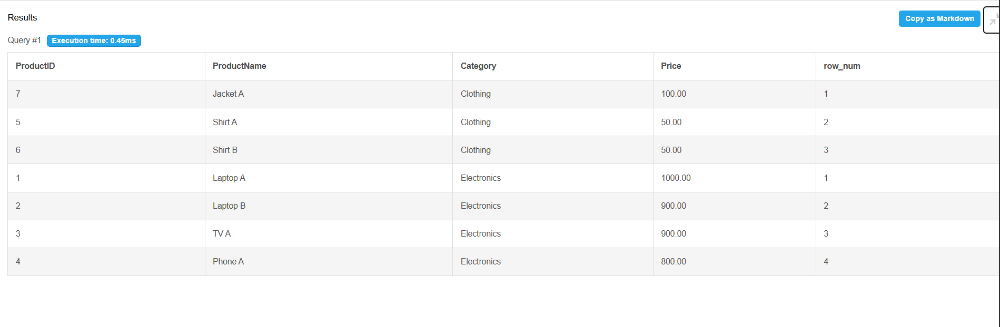 Results
Copy as Markdown
Query #1 Execution time: 0.45ms
ProductID ProductName Category Price row_num
7 Jacket A Clothing 100.00 1
5 Shirt A Clothing 50.00 2
6 Shirt B Clothing 50.00 3
1 Laptop A Electronics 1000.00 1
2 Laptop B Electronics 900.00 2
3 TV A Electronics 900.00 3
4 Phone A Electronics 800.00 4